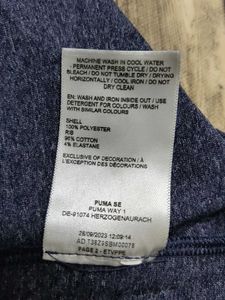 MACHINE WASH IN COOL WATER
- PERMANENT PRESS CYCLE / DO NOT
BLEACH / DO NOT TUMBLE DRY / DRYING
HORIZONTALLY / COOL IRON / DO NOT
DRY CLEAN
EN: WASH AND IRON INSIDE OUT / USE
DETERGENT FOR COLOURS / WASH
WITH SIMILAR COLOURS
SHELL
100% POLYESTER
RIB
96% COTTON
4% ELASTANE
EXCLUSIVE OF DECORATION / À
L'EXCEPTION DES DÉCORATIONS
PUMA SE
PUMA WAY 1
DE-91074 HERZOGENAURACH
28/09/2023 12:09:14
PAGE 2 - ETVFPE